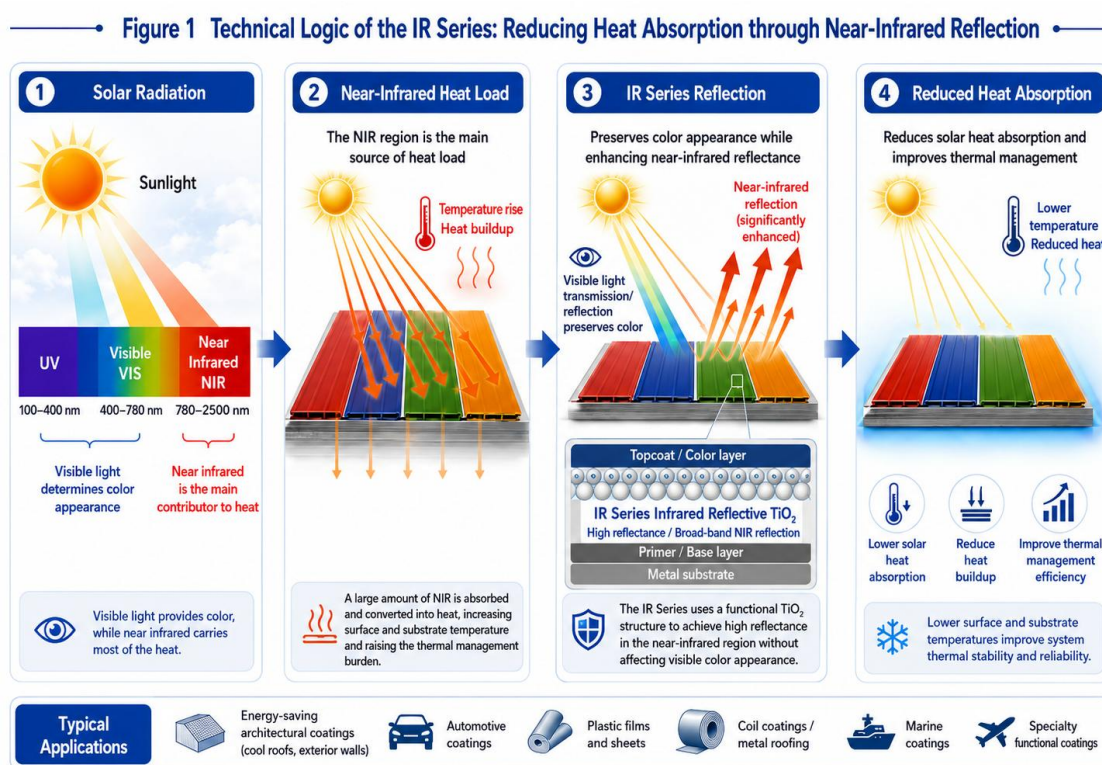 Figure 1 Technical Logic of the IR Series: Reducing Heat Absorption through Near-Infrared Reflection
1 Solar Radiation
Sunlight
UV
Visible
VIS
Near
Infrared
NIR
100–400 nm
400–780 nm
780–2500 nm
Visible light
determines color
appearance
Near infrared
is the main
contributor to heat
Visible light provides color,
while near infrared carries
most of the heat.
2 Near-Infrared Heat Load
The NIR region is the main
source of heat load
Temperature rise
Heat buildup
A large amount of NIR is absorbed
and converted into heat, increasing
surface and substrate temperature
and raising the thermal management
burden.
3 IR Series Reflection
Preserves color appearance while
enhancing near-infrared reflectance
Near-infrared
reflection
(significantly
enhanced)
Visible light
transmission/
reflection
preserves color
Topcoat / Color layer
IR Series Infrared Reflective TiO₂
High reflectance / Broad-band NIR reflection
Primer / Base layer
Metal substrate
The IR Series uses a functional TiO₂
structure to achieve high reflectance
in the near-infrared region without
affecting visible color appearance.
4 Reduced Heat Absorption
Reduces solar heat absorption and
improves thermal management
Lower
temperature
Reduced heat
Lower solar
heat
absorption
Reduce
heat
buildup
Improve thermal
management
efficiency
Lower surface and substrate
temperatures improve system
thermal stability and reliability.
Typical
Applications
Energy-saving
architectural coatings
(cool roofs, exterior walls)
Automotive
coatings
Plastic films
and sheets
Coil coatings /
metal roofing
Marine
coatings
Specialty
functional coatings